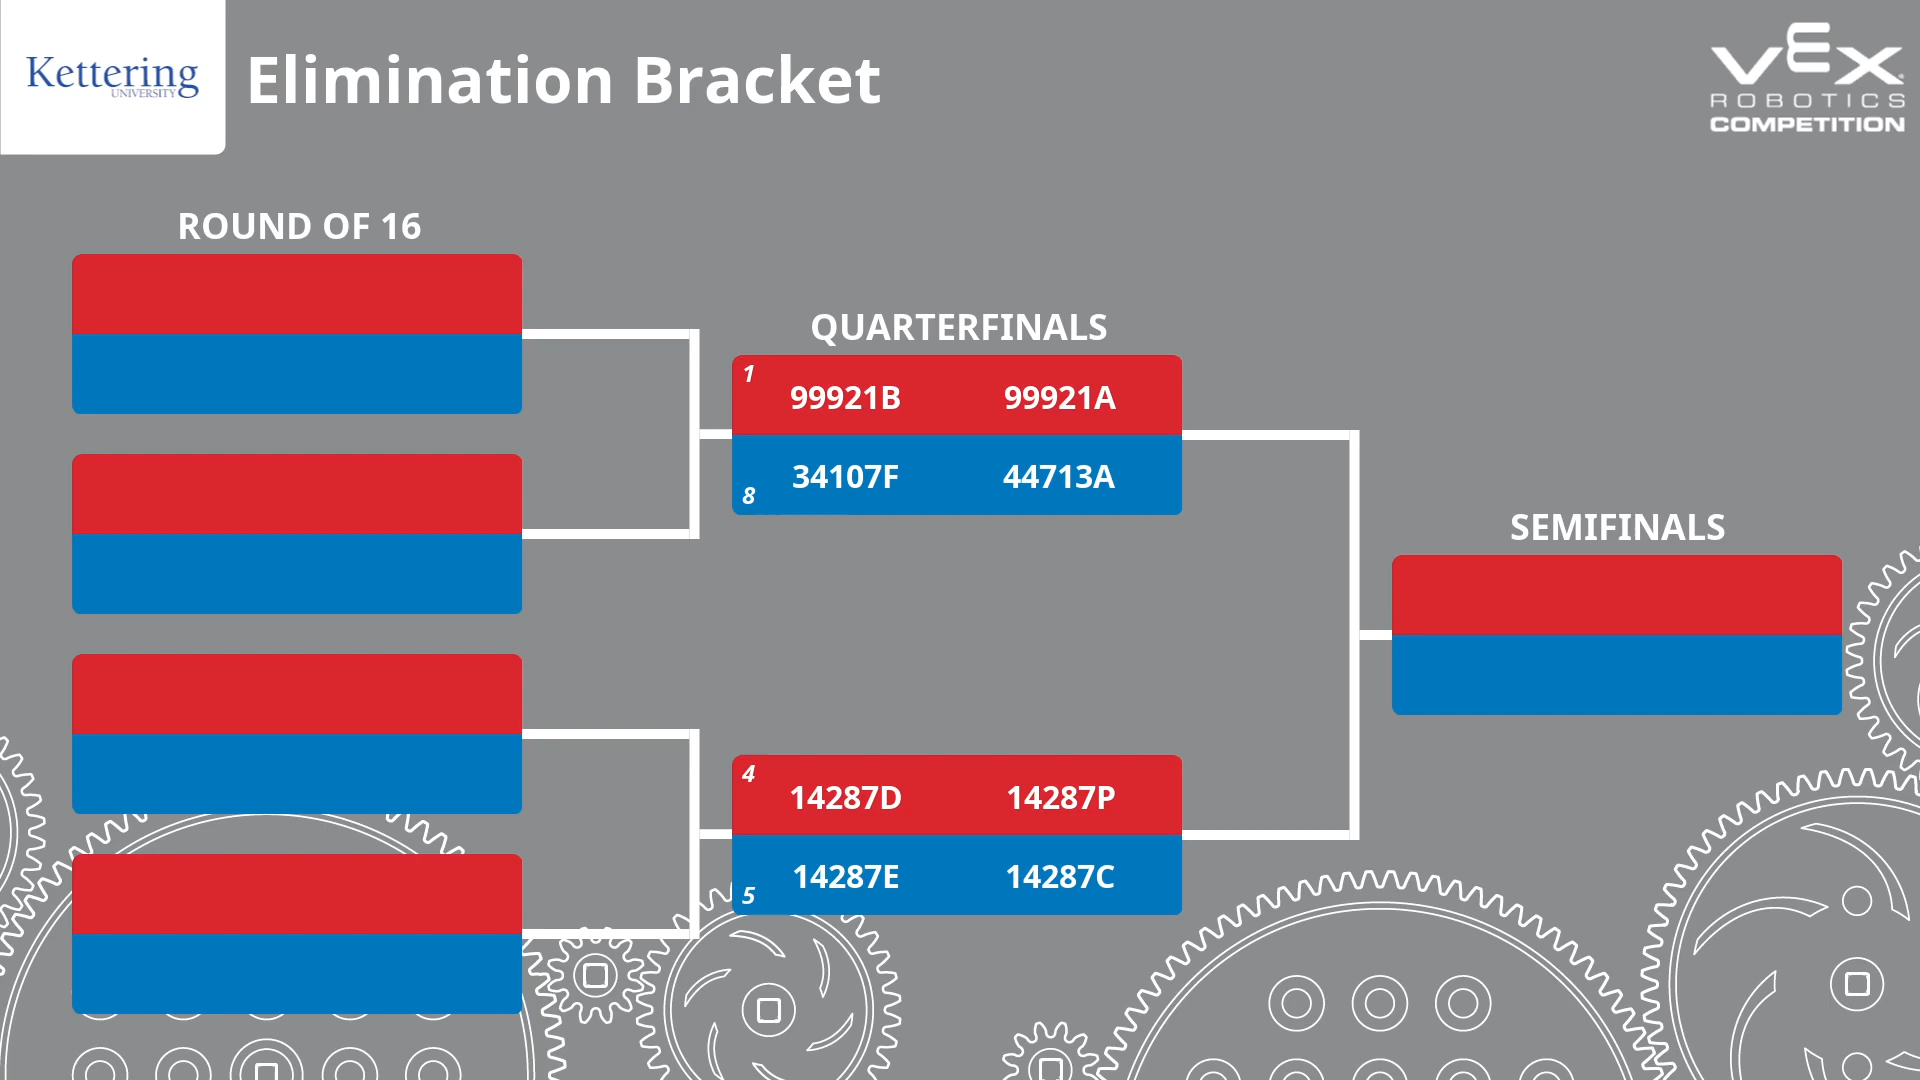 Kettering
UNIVERSITY
Elimination Bracket
VEX
ROBOTICS
COMPETITION
ROUND OF 16
QUARTERFINALS
1 99921B 99921A
8 34107F 44713A
SEMIFINALS
4 14287D 14287P
5 14287E 14287C